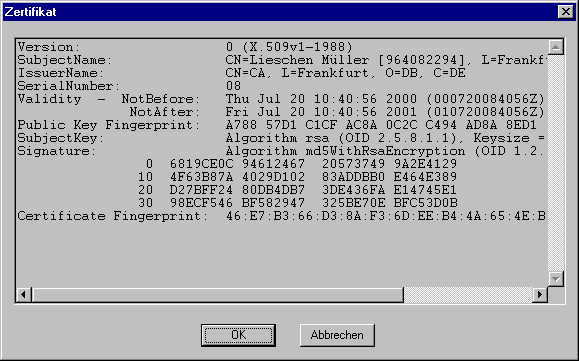 Zertifikat
Version: 0 (X.509v1-1988)
SubjectName: CN=Lieschen Müller [964082294], L=Frankf
IssuerName: CN=CA, L=Frankfurt, O=DB, C=DE
SerialNumber: 08
Validity - NotBefore: Thu Jul 20 10:40:56 2000 (000720084056Z)
NotAfter: Fri Jul 20 10:40:56 2001 (010720084056Z)
Public Key Fingerprint: A788 57D1 C1CF AC8A 0C2C C494 AD8A 8ED1
SubjectKey: Algorithm rsa (OID 2.5.8.1.1), Keysize =
Signature: Algorithm md5WithRsaEncryption (OID 1.2.
0 6819CE0C 94612467 20573749 9A2E4129
10 4F63B87A 4029D102 83ADDBB0 E464E389
20 D27BFF24 80DB4DB7 3DE436FA E14745E1
30 98ECF546 BF582947 325BE70E BFC53D0B
Certificate Fingerprint: 46:E7:B3:66:D3:8A:F3:6D:EE:B4:4A:65:4E:B
OK Abbrechen